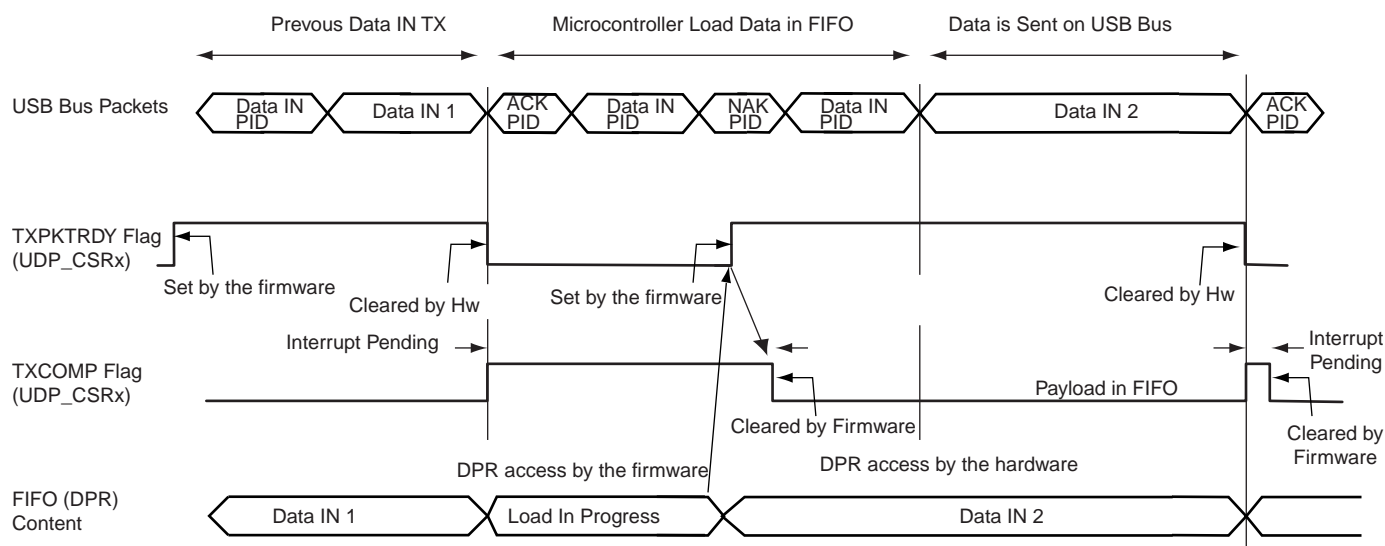 Prevous Data IN TX
Microcontroller Load Data in FIFO
Data is Sent on USB Bus
USB Bus Packets
Data IN
PID
Data IN 1
ACK
PID
Data IN
PID
NAK
PID
Data IN
PID
Data IN 2
ACK
PID
TXPKTRDY Flag
(UDP_CSRx)
Set by the firmware
Cleared by Hw
Set by the firmware
Cleared by Hw
Interrupt Pending
Interrupt
Pending
TXCOMP Flag
(UDP_CSRx)
Payload in FIFO
Cleared by Firmware
Cleared by
Firmware
DPR access by the firmware
DPR access by the hardware
FIFO (DPR)
Content
Data IN 1
Load In Progress
Data IN 2